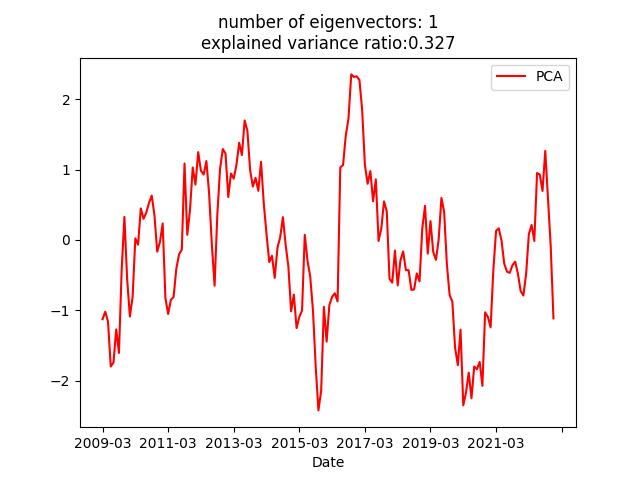 number of eigenvectors: 1
explained variance ratio:0.327
PCA
2
1
0
−1
−2
2009-03 2011-03 2013-03 2015-03 2017-03 2019-03 2021-03
Date